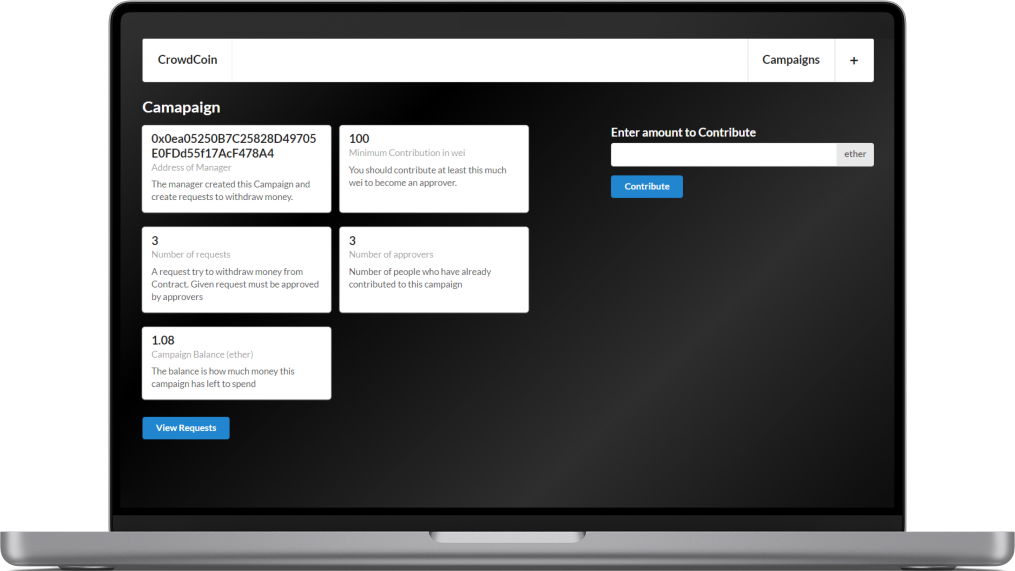 CrowdCoin
Campaigns
+
Camapaign
0x0ea05250B7C25828D49705
E0FDd55f17AcF478A4
Address of Manager
The manager created this Campaign and
create requests to withdraw money.
100
Minimum Contribution in wei
You should contribute at least this much
wei to become an approver.
3
Number of requests
A request try to withdraw money from
Contract. Given request must be approved
by approvers
3
Number of approvers
Number of people who have already
contributed to this campaign
1.08
Campaign Balance (ether)
The balance is how much money this
campaign has left to spend
View Requests
Enter amount to Contribute
ether
Contribute